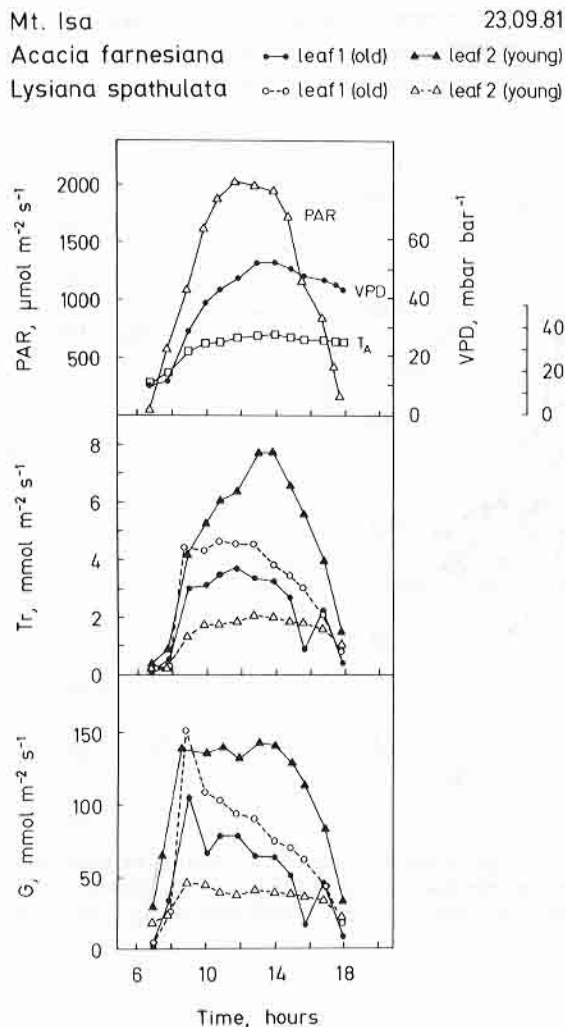 Mt. Isa 23.09.81
Acacia farnesiana leaf 1 (old) leaf 2 (young)
Lysiana spathulata leaf 1 (old) leaf 2 (young)
PAR, µmol m⁻² s⁻¹
2000
1500
1000
500
PAR
VPD
T_A
60
40
20
0
VPD, mbar bar⁻¹
40
20
0
Tr, mmol m⁻² s⁻¹
8
6
4
2
0
G, mmol m⁻² s⁻¹
150
100
50
0
6 10 14 18
Time, hours